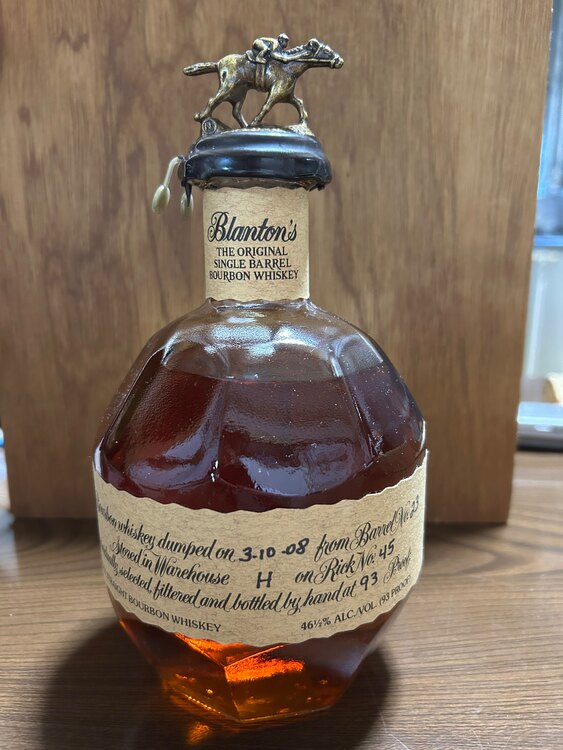 Blanton's
THE ORIGINAL
SINGLE BARREL
BOURBON WHISKEY
whiskey dumped on 3-10-08 from Barrel No. 23
Stored in Warehouse H on Rick No. 45
selected, filtered and bottled by hand at 93 Proof
BOURBON WHISKEY 46½% ALC./VOL. (93 PROOF)